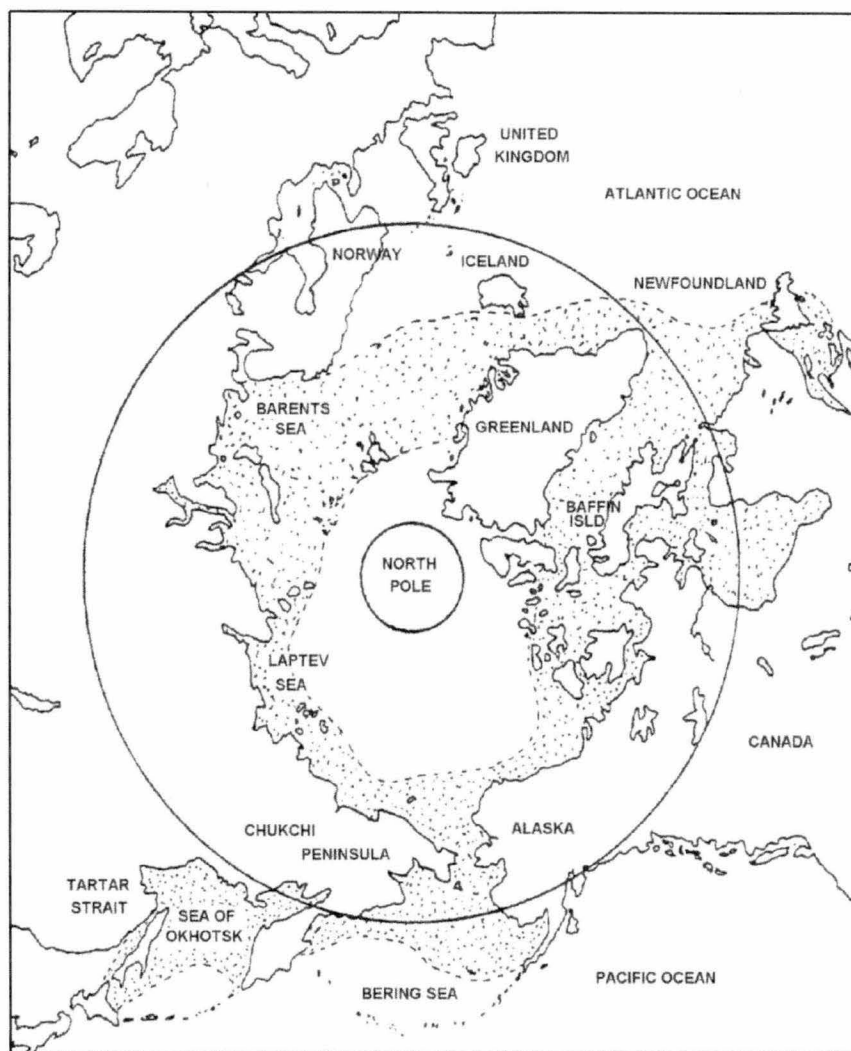 UNITED
KINGDOM
ATLANTIC OCEAN
NORWAY
ICELAND
NEWFOUNDLAND
BARENTS
SEA
GREENLAND
BAFFIN
ISLD
NORTH
POLE
LAPTEV
SEA
CANADA
CHUKCHI
PENINSULA
ALASKA
TARTAR
STRAIT
SEA OF
OKHOTSK
BERING SEA
PACIFIC OCEAN